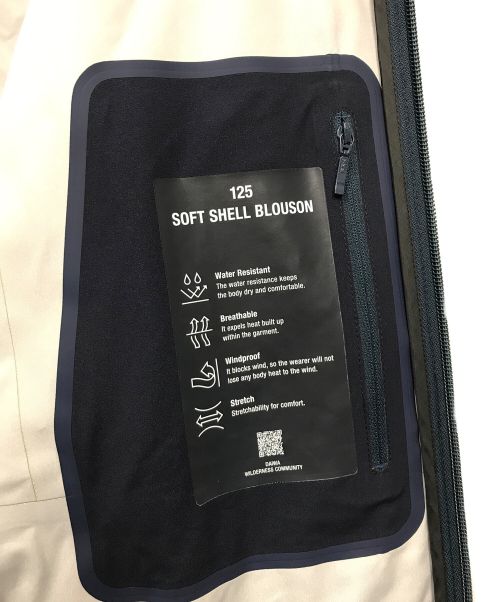 125
SOFT SHELL BLOUSON
Water Resistant
The water resistance keeps
the body dry and comfortable.
Breathable
It expels heat built up
within the garment.
Windproof
It blocks wind, so the wearer will not
lose any body heat to the wind.
Stretch
Stretchability for comfort.
DAIWA
WILDERNESS COMMUNITY